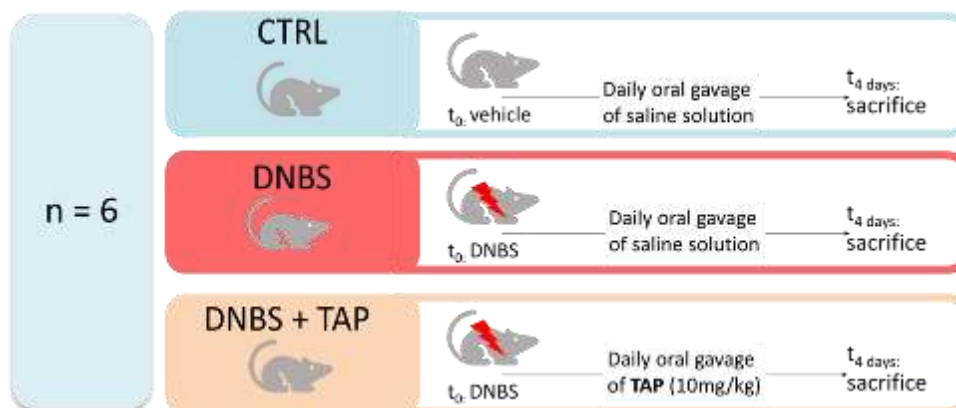 n = 6
CTRL
t0: vehicle
Daily oral gavage
of saline solution
t4 days:
sacrifice
DNBS
t0: DNBS
Daily oral gavage
of saline solution
t4 days:
sacrifice
DNBS + TAP
t0: DNBS
Daily oral gavage
of TAP (10mg/kg)
t4 days:
sacrifice